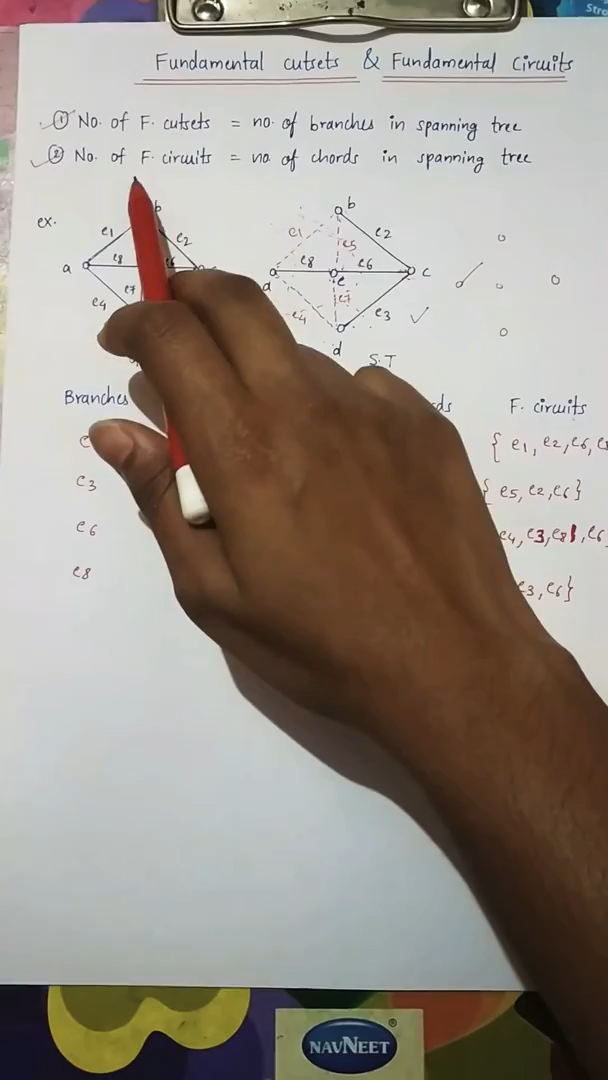 Stro
Fundamental cutsets & Fundamental Circuits
① No. of F. cutsets = no. of branches in spanning tree
② No. of F. circuits = no of chords in spanning tree
ex.
b
e1 e2
a e8 e6
e7
e4
b
e1 e5 e2
a e8 e e6 c
e4 e7 e3
d
S.T
Branches F. circuits
{ e1, e2, e6,
e3 { e5, e2, e6}
e6 e4, e3, e8, e6
e8 e3, e6}
NAVNEET